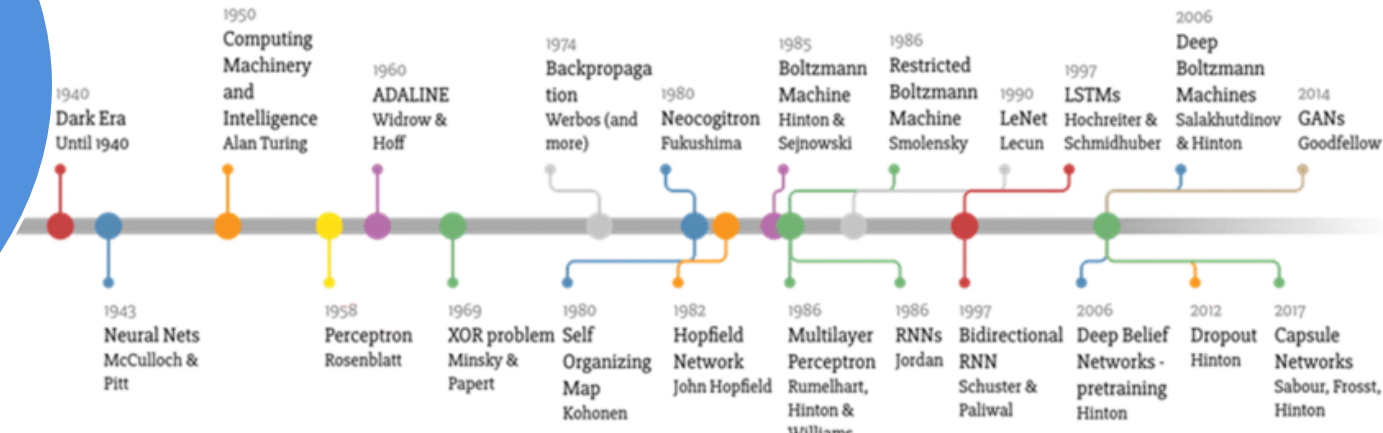 1940
Dark Era
Until 1940
1950
Computing
Machinery
and
Intelligence
Alan Turing
1960
ADALINE
Widrow &
Hoff
1974
Backpropaga
tion
Werbos (and
more)
1980
Neocogitron
Fukushima
1985
Boltzmann
Machine
Hinton &
Sejnowski
1986
Restricted
Boltzmann
Machine
Smolensky
1990
LeNet
Lecun
1997
LSTMs
Hochreiter &
Schmidhuber
2006
Deep
Boltzmann
Machines
Salakhutdinov
& Hinton
2014
GANs
Goodfellow
1943
Neural Nets
McCulloch &
Pitt
1958
Perceptron
Rosenblatt
1969
XOR problem
Minsky &
Papert
1980
Self
Organizing
Map
Kohonen
1982
Hopfield
Network
John Hopfield
1986
Multilayer
Perceptron
Rumelhart,
Hinton &
Williams
1986
RNNs
Jordan
1997
Bidirectional
RNN
Schuster &
Paliwal
2006
Deep Belief
Networks -
pretraining
Hinton
2012
Dropout
Hinton
2017
Capsule
Networks
Sabour, Frosst,
Hinton